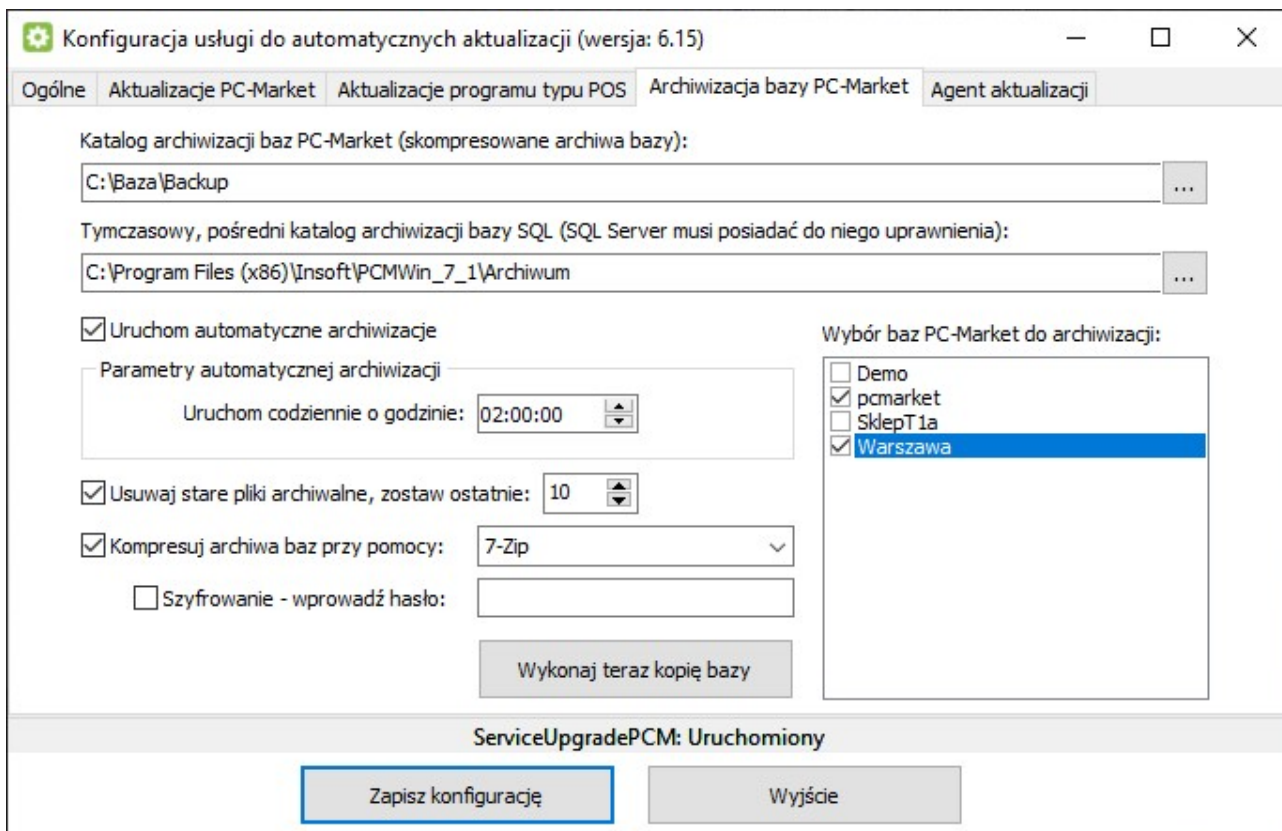 Konfiguracja usługi do automatycznych aktualizacji (wersja: 6.15)
Ogólne Aktualizacje PC-Market Aktualizacje programu typu POS Archiwizacja bazy PC-Market Agent aktualizacji
Katalog archiwizacji baz PC-Market (skompresowane archiwa bazy):
C:\Baza\Backup ...
Tymczasowy, pośredni katalog archiwizacji bazy SQL (SQL Server musi posiadać do niego uprawnienia):
C:\Program Files (x86)\Insoft\PCMWin_7_1\Archiwum ...
Uruchom automatyczne archiwizacje
Parametry automatycznej archiwizacji
Uruchom codziennie o godzinie: 02:00:00
Usuwaj stare pliki archiwalne, zostaw ostatnie: 10
Kompresuj archiwa baz przy pomocy: 7-Zip
Szyfrowanie - wprowadź hasło:
Wykonaj teraz kopię bazy
Wybór baz PC-Market do archiwizacji:
Demo
pcmarket
SklepT1a
Warszawa
ServiceUpgradePCM: Uruchomiony
Zapisz konfigurację Wyjście